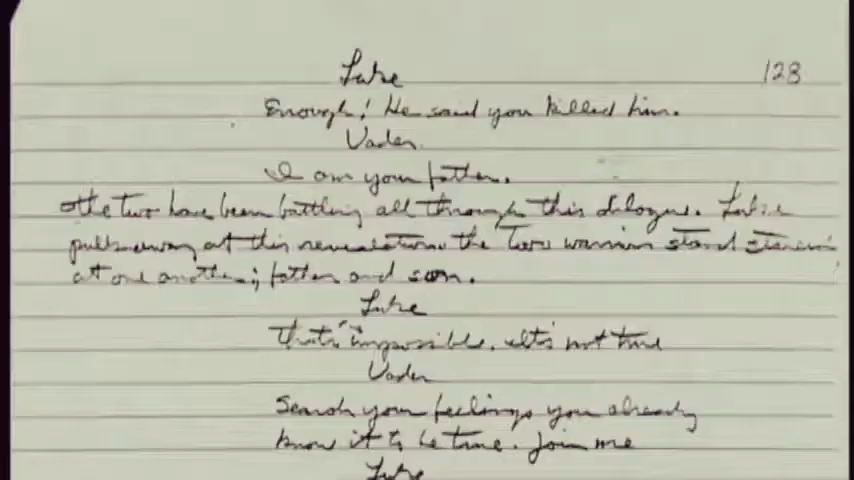 Luke
128
Enough! He said you killed him.
Vader
I am your father.
The two have been battling all through this dialogue. Luke
pulls away at this revelation. The two warriors stand staring
at one another; father and son.
Luke
That's impossible. It's not true
Vader
Search your feelings you already
know it to be true. Join me
Luke